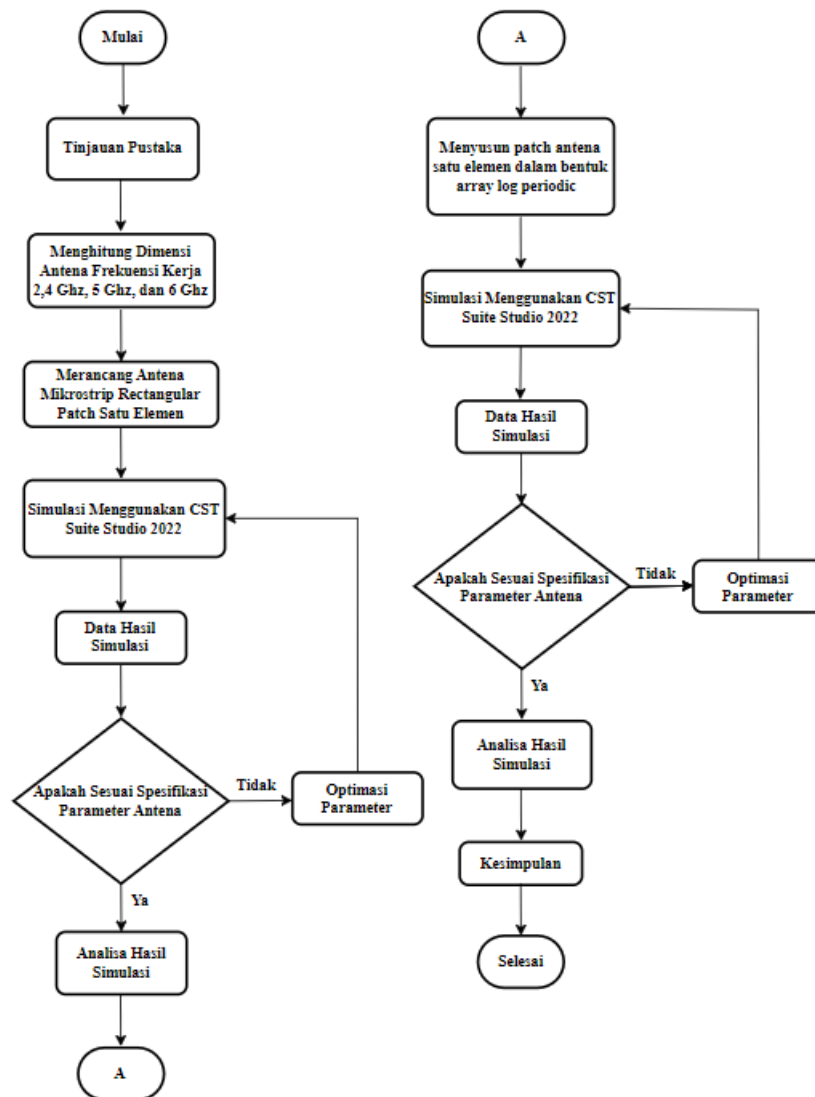 Mulai
Tinjauan Pustaka
Menghitung Dimensi
Antena Frekuensi Kerja
2,4 Ghz, 5 Ghz, dan 6 Ghz
Merancang Antena
Mikrostrip Rectangular
Patch Satu Elemen
Simulasi Menggunakan CST
Suite Studio 2022
Data Hasil
Simulasi
Apakah Sesuai Spesifikasi
Parameter Antena
Tidak
Optimasi
Parameter
Ya
Analisa Hasil
Simulasi
A
A
Menyusun patch antena
satu elemen dalam bentuk
array log periodic
Simulasi Menggunakan CST
Suite Studio 2022
Data Hasil
Simulasi
Apakah Sesuai Spesifikasi
Parameter Antena
Tidak
Optimasi
Parameter
Ya
Analisa Hasil
Simulasi
Kesimpulan
Selesai